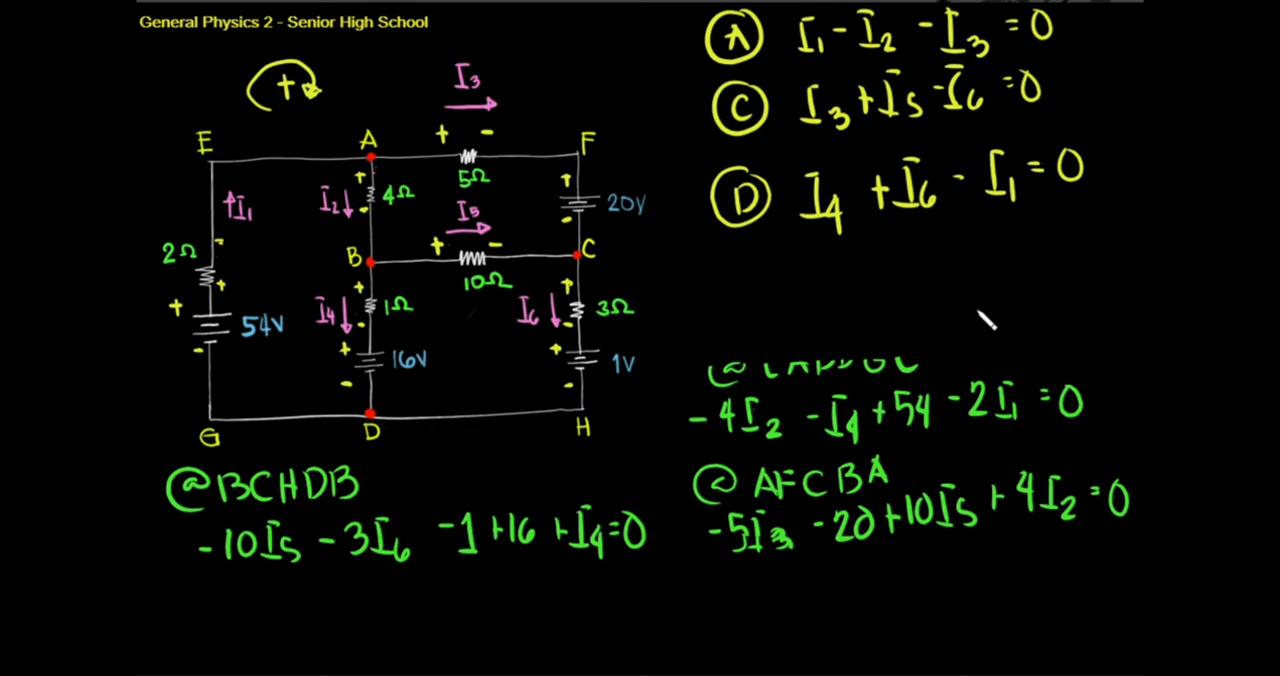 General Physics 2 - Senior High School
A I₁ - I₂ - I₃ = 0
C I₃ + I₅ - I₆ = 0
D I₄ + I₆ - I₁ = 0
+
I₃
E A + - F
5Ω
↑I₁ I₂↓ + - 4Ω I₅ + - 20V
2Ω - + B + - C
10Ω
+ - 54V I₄↓ + - 1Ω I₆↓ + - 3Ω
+ - 16V + - 1V
G D H
-4I₂ - I₄ + 54 - 2I₁ = 0
@BCHDB
-10I₅ - 3I₆ - 1 + 16 + I₄ = 0
@ AFCBA
-5I₃ - 20 + 10I₅ + 4I₂ = 0